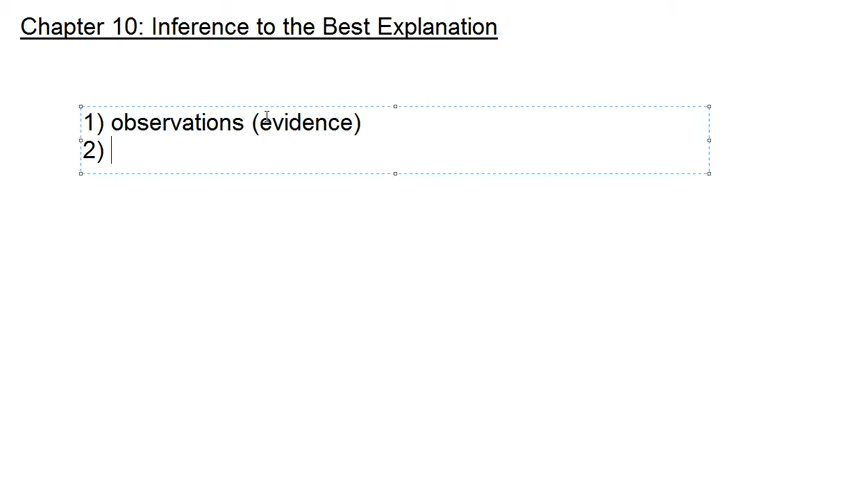 Chapter 10: Inference to the Best Explanation
1) observations (evidence)
2)